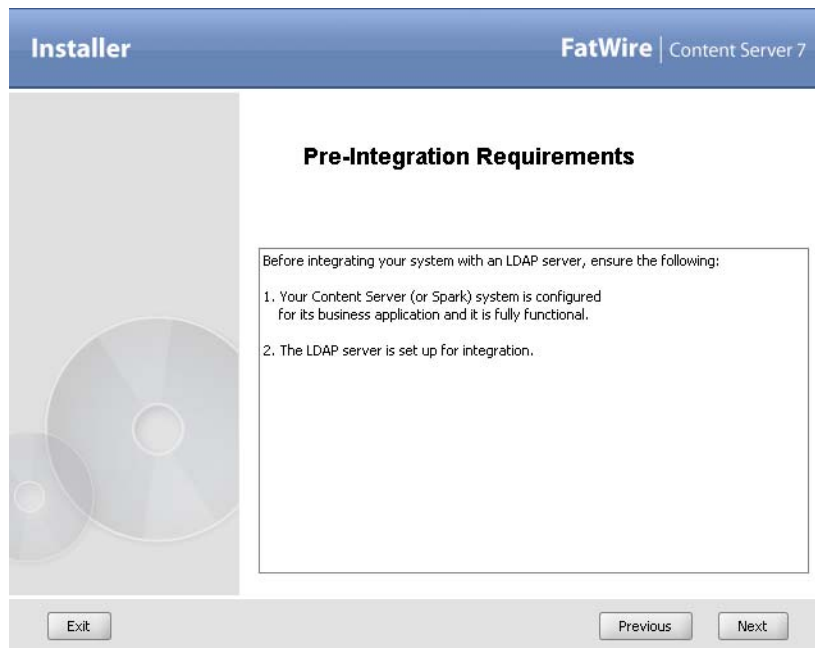 Installer
FatWire | Content Server 7
Pre-Integration Requirements
Before integrating your system with an LDAP server, ensure the following:
1. Your Content Server (or Spark) system is configured
for its business application and it is fully functional.
2. The LDAP server is set up for integration.
Exit
Previous
Next